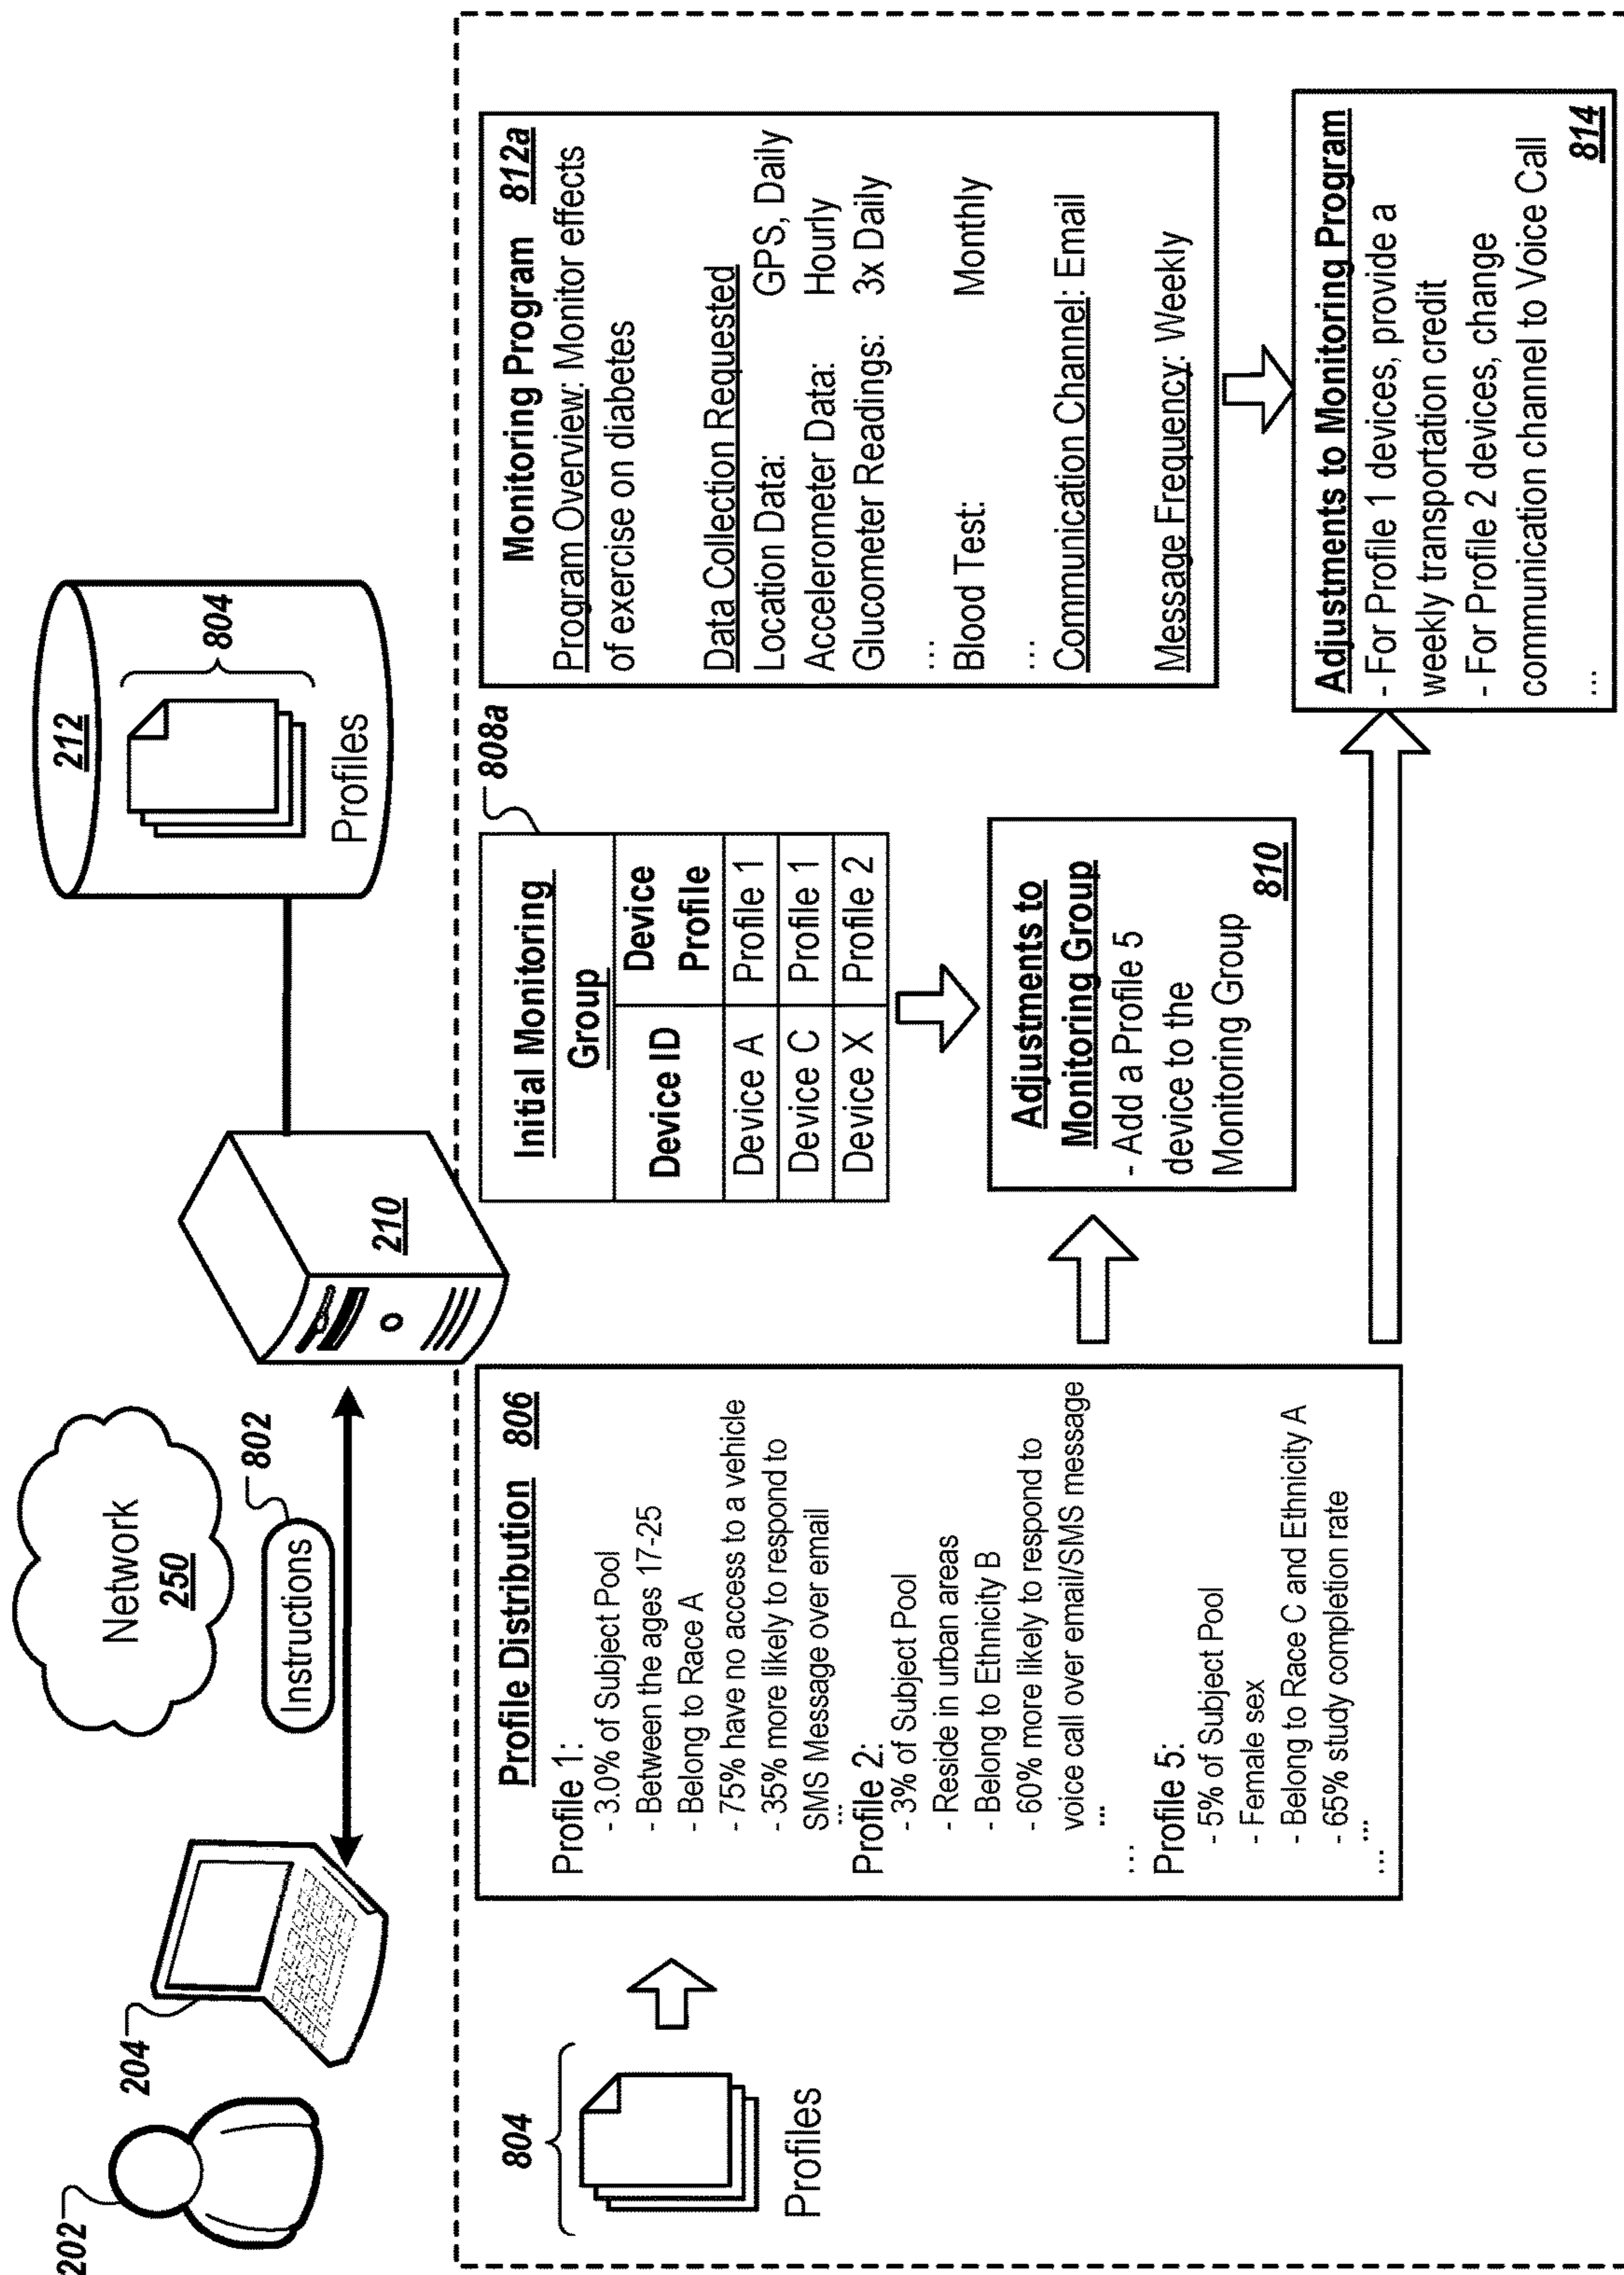 202
204
Network
250
Instructions
802
210
212
804
Profiles
804
Profiles
Profile Distribution 806
Profile 1:
- 3.0% of Subject Pool
- Between the ages 17-25
- Belong to Race A
- 75% have no access to a vehicle
- 35% more likely to respond to
SMS Message over email
...
Profile 2:
- 3% of Subject Pool
- Reside in urban areas
- Belong to Ethnicity B
- 60% more likely to respond to
voice call over email/SMS message
...
...
Profile 5:
- 5% of Subject Pool
- Female sex
- Belong to Race C and Ethnicity A
- 65% study completion rate
...
...
808a
Initial Monitoring
Group
Device ID Device
Profile
Device A Profile 1
Device C Profile 1
Device X Profile 2
Adjustments to
Monitoring Group
- Add a Profile 5
device to the
Monitoring Group
810
Monitoring Program 812a
Program Overview: Monitor effects
of exercise on diabetes
Data Collection Requested
Location Data: GPS, Daily
Accelerometer Data: Hourly
Glucometer Readings: 3x Daily
...
Blood Test: Monthly
...
Communication Channel: Email
Message Frequency: Weekly
Adjustments to Monitoring Program
- For Profile 1 devices, provide a
weekly transportation credit
- For Profile 2 devices, change
communication channel to Voice Call
...
814